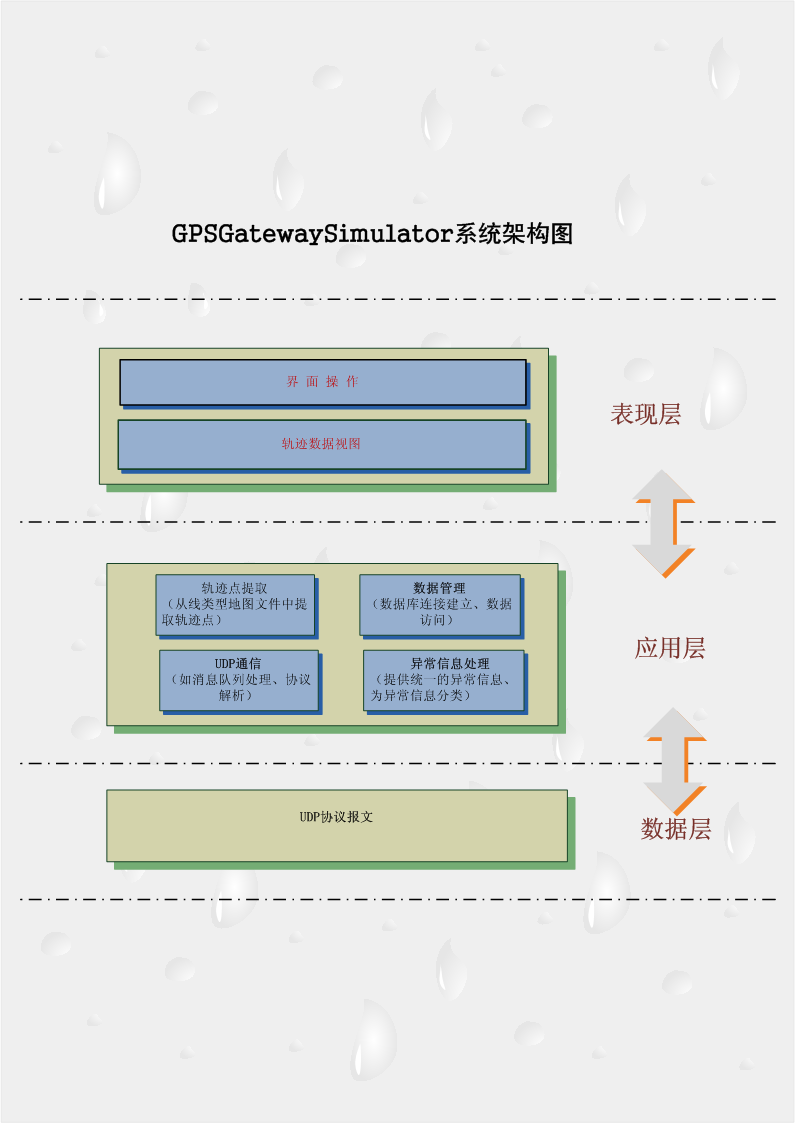 GPSGatewaySimulator系统架构图
界 面 操 作
轨迹数据视图
表现层
轨迹点提取
（从线类型地图文件中提
取轨迹点）
数据管理
（数据库连接建立、数据
访问）
UDP通信
（如消息队列处理、协议
解析）
异常信息处理
（提供统一的异常信息、
为异常信息分类）
应用层
UDP协议报文
数据层